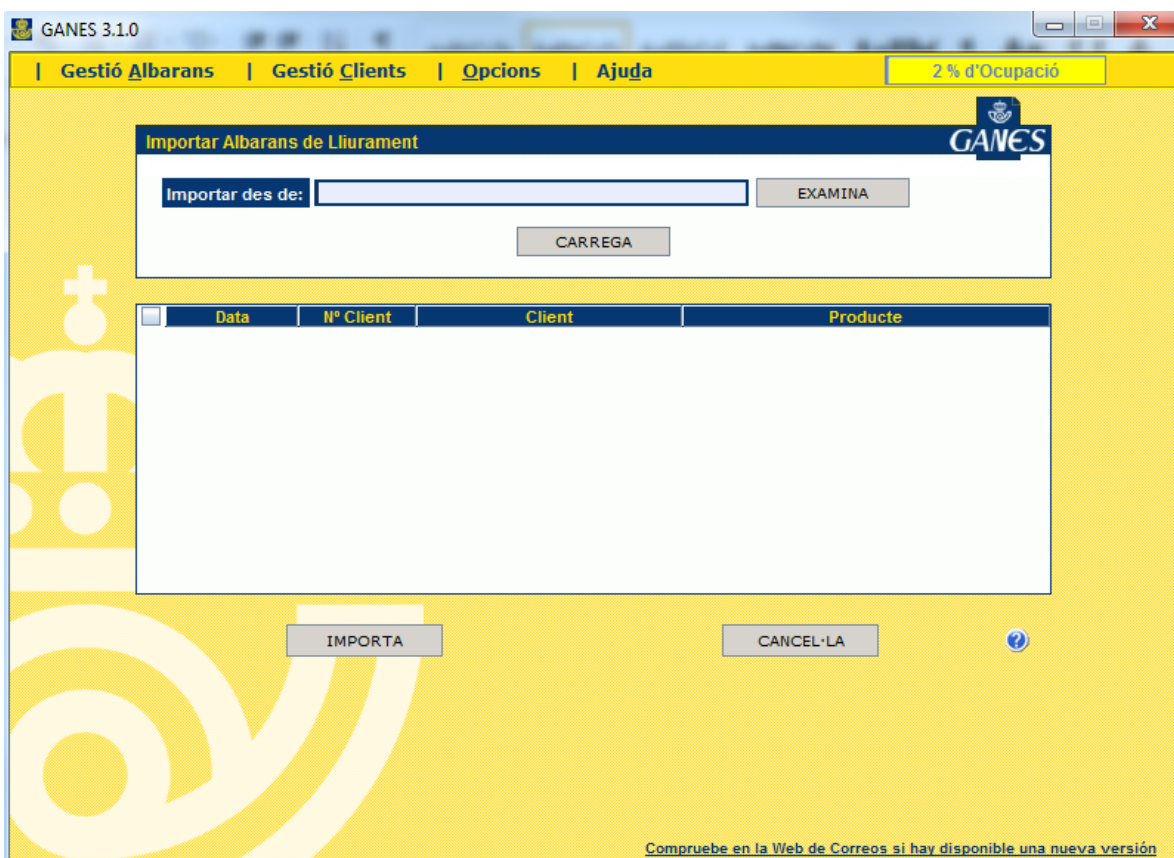 GANES 3.1.0
| Gestió Albarans | Gestió Clients | Opcions | Ajuda 2 % d'Ocupació
Importar Albarans de Lliurament
GANES
Importar des de: EXAMINA
CARREGA
Data Nº Client Client Producte
IMPORTA CANCEL·LA
Compruebe en la Web de Correos si hay disponible una nueva versión